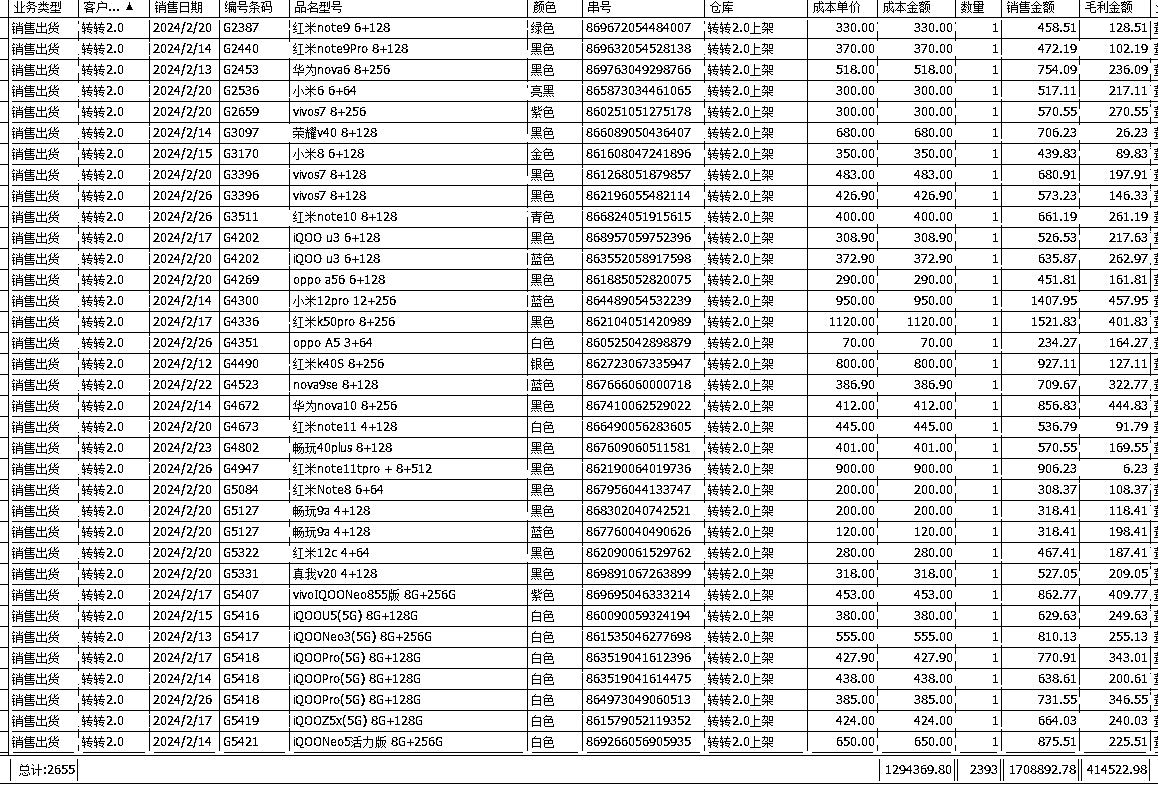 业务类型 客户... ▲ 销售日期 编号条码 品名型号 颜色 串号 仓库 成本单价 成本金额 数量 销售金额 毛利金额
销售出货 转转2.0 2024/2/20 G2387 红米note9 6+128 绿色 869672054484007 转转2.0上架 330.00 330.00 1 458.51 128.51
销售出货 转转2.0 2024/2/14 G2440 红米note9Pro 8+128 黑色 869632054528138 转转2.0上架 370.00 370.00 1 472.19 102.19
销售出货 转转2.0 2024/2/13 G2453 华为nova6 8+256 黑色 869763049298766 转转2.0上架 518.00 518.00 1 754.09 236.09
销售出货 转转2.0 2024/2/20 G2536 小米6 6+64 亮黑 865873034461065 转转2.0上架 300.00 300.00 1 517.11 217.11
销售出货 转转2.0 2024/2/20 G2659 vivos7 8+256 紫色 860251051275178 转转2.0上架 300.00 300.00 1 570.55 270.55
销售出货 转转2.0 2024/2/14 G3097 荣耀v40 8+128 黑色 866089050436407 转转2.0上架 680.00 680.00 1 706.23 26.23
销售出货 转转2.0 2024/2/15 G3170 小米8 6+128 金色 861608047241896 转转2.0上架 350.00 350.00 1 439.83 89.83
销售出货 转转2.0 2024/2/20 G3396 vivos7 8+128 黑色 861268051879857 转转2.0上架 483.00 483.00 1 680.91 197.91
销售出货 转转2.0 2024/2/26 G3396 vivos7 8+128 黑色 862196055482114 转转2.0上架 426.90 426.90 1 573.23 146.33
销售出货 转转2.0 2024/2/26 G3511 红米note10 8+128 青色 866824051915615 转转2.0上架 400.00 400.00 1 661.19 261.19
销售出货 转转2.0 2024/2/17 G4202 iQOO u3 6+128 黑色 868957059752396 转转2.0上架 308.90 308.90 1 526.53 217.63
销售出货 转转2.0 2024/2/26 G4202 iQOO u3 6+128 蓝色 863552058917598 转转2.0上架 372.90 372.90 1 635.87 262.97
销售出货 转转2.0 2024/2/20 G4269 oppo a56 6+128 黑色 861885052820075 转转2.0上架 290.00 290.00 1 451.81 161.81
销售出货 转转2.0 2024/2/14 G4300 小米12pro 12+256 蓝色 864489054532239 转转2.0上架 950.00 950.00 1 1407.95 457.95
销售出货 转转2.0 2024/2/17 G4336 红米k50pro 8+256 黑色 862104051420989 转转2.0上架 1120.00 1120.00 1 1521.83 401.83
销售出货 转转2.0 2024/2/26 G4351 oppo A5 3+64 白色 860525042898879 转转2.0上架 70.00 70.00 1 234.27 164.27
销售出货 转转2.0 2024/2/12 G4490 红米k40S 8+256 银色 862723067335947 转转2.0上架 800.00 800.00 1 927.11 127.11
销售出货 转转2.0 2024/2/22 G4523 nova9se 8+128 蓝色 867666060000718 转转2.0上架 386.90 386.90 1 709.67 322.77
销售出货 转转2.0 2024/2/14 G4672 华为nova10 8+256 黑色 867410062529022 转转2.0上架 412.00 412.00 1 856.83 444.83
销售出货 转转2.0 2024/2/20 G4673 红米note11 4+128 白色 866490056283605 转转2.0上架 445.00 445.00 1 536.79 91.79
销售出货 转转2.0 2024/2/23 G4802 畅玩40plus 8+128 黑色 867609060511581 转转2.0上架 401.00 401.00 1 570.55 169.55
销售出货 转转2.0 2024/2/26 G4947 红米note11tpro + 8+512 黑色 862190064019736 转转2.0上架 900.00 900.00 1 906.23 6.23
销售出货 转转2.0 2024/2/20 G5084 红米Note8 6+64 黑色 867956044133747 转转2.0上架 200.00 200.00 1 308.37 108.37
销售出货 转转2.0 2024/2/20 G5127 畅玩9a 4+128 黑色 868302040742521 转转2.0上架 200.00 200.00 1 318.41 118.41
销售出货 转转2.0 2024/2/20 G5127 畅玩9a 4+128 蓝色 867760040490626 转转2.0上架 120.00 120.00 1 318.41 198.41
销售出货 转转2.0 2024/2/20 G5322 红米12c 4+64 黑色 862090061529762 转转2.0上架 280.00 280.00 1 467.41 187.41
销售出货 转转2.0 2024/2/20 G5331 真我v20 4+128 黑色 869891067263899 转转2.0上架 318.00 318.00 1 527.05 209.05
销售出货 转转2.0 2024/2/17 G5407 vivoIQOONeo855版 8G+256G 紫色 869695046333214 转转2.0上架 453.00 453.00 1 862.77 409.77
销售出货 转转2.0 2024/2/15 G5416 iQOOU5(5G) 8G+128G 白色 860090059324194 转转2.0上架 380.00 380.00 1 629.63 249.63
销售出货 转转2.0 2024/2/13 G5417 iQOONeo3(5G) 8G+256G 白色 861535046277698 转转2.0上架 555.00 555.00 1 810.13 255.13
销售出货 转转2.0 2024/2/17 G5418 iQOOPro(5G) 8G+128G 白色 863519041612396 转转2.0上架 427.90 427.90 1 770.91 343.01
销售出货 转转2.0 2024/2/14 G5418 iQOOPro(5G) 8G+128G 白色 863519041614475 转转2.0上架 438.00 438.00 1 638.61 200.61
销售出货 转转2.0 2024/2/26 G5418 iQOOPro(5G) 8G+128G 白色 864973049060513 转转2.0上架 385.00 385.00 1 731.55 346.55
销售出货 转转2.0 2024/2/17 G5419 iQOOZ5x(5G) 8G+128G 白色 861579052119352 转转2.0上架 424.00 424.00 1 664.03 240.03
销售出货 转转2.0 2024/2/14 G5421 iQOONeo5活力版 8G+256G 白色 869266056905935 转转2.0上架 650.00 650.00 1 875.51 225.51
总计:2655 1294369.80 2393 1708892.78 414522.98